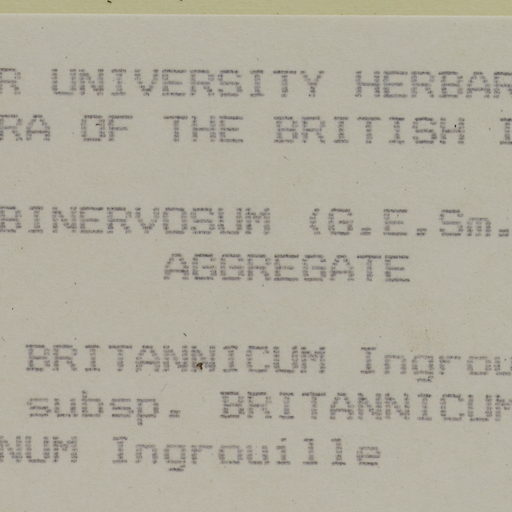 R UNIVERSITY HERBAR
RA OF THE BRITISH I
BINERVOSUM (G.E.Sm.
AGGREGATE
BRITANNICUM Ingrou
subsp. BRITANNICUM
NUM Ingrouille